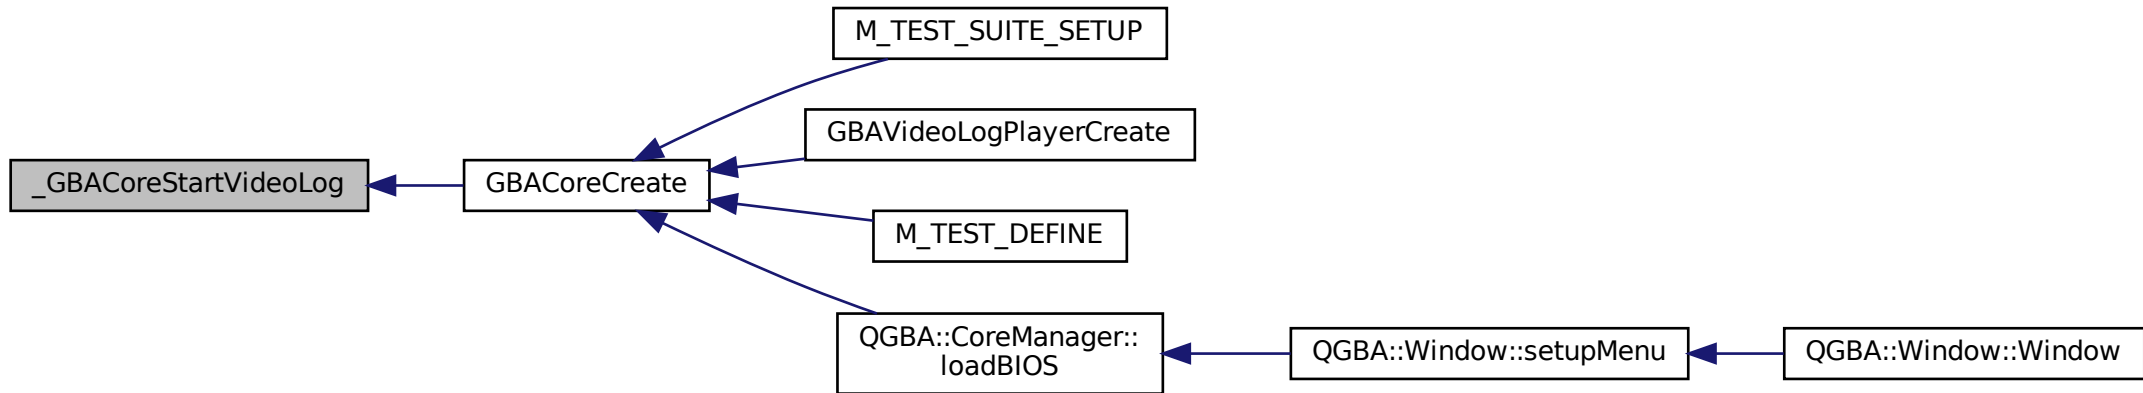 M_TEST_SUITE_SETUP
GBAVideoLogPlayerCreate
_GBACoreStartVideoLog
GBACoreCreate
M_TEST_DEFINE
QGBA::CoreManager::
loadBIOS
QGBA::Window::setupMenu
QGBA::Window::Window